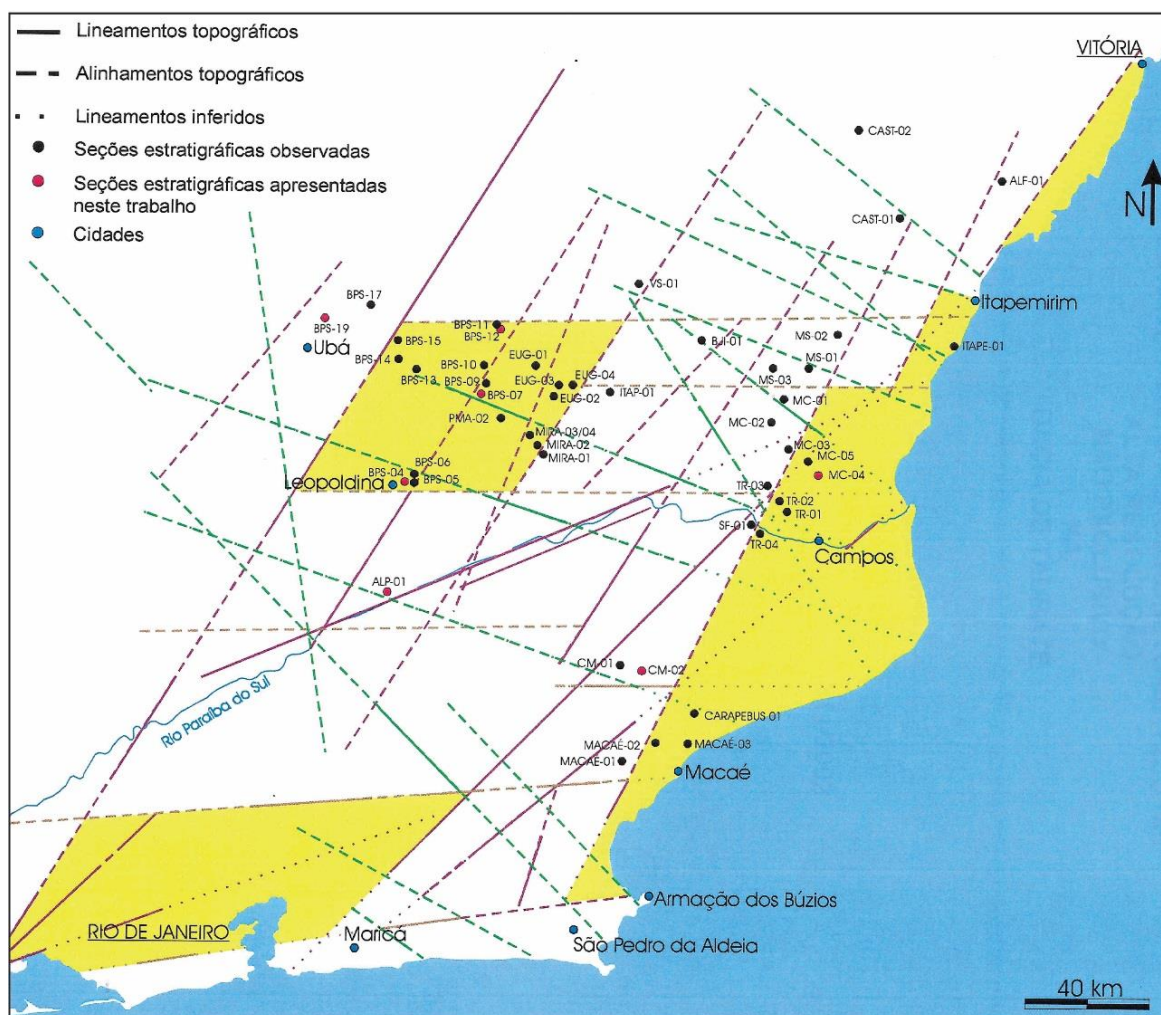 Lineamentos topográficos
Alinhamentos topográficos
Lineamentos inferidos
Seções estratigráficas observadas
Seções estratigráficas apresentadas
neste trabalho
Cidades
VITÓRIA
CAST-02
ALF-01
N
CAST-01
VS-01
Itapemirim
BPS-17
BPS-19
Ubá
BPS-15
BPS-11
BPS-12
BJI-01
MS-02
ITAPE-01
BPS-14
BPS-13
BPS-10
EUG-01
MS-01
MS-03
BPS-09
BPS-07
EUG-03
EUG-04
EUG-02
ITAP-01
MC-01
PMA-02
MC-02
MIRA-03/04
MIRA-02
MIRA-01
MC-03
MC-05
MC-04
BPS-06
BPS-04
BPS-05
Leopoldina
TR-03
TR-02
TR-01
SF-01
TR-04
Campos
ALP-01
CM-01
CM-02
Rio Paraíba do Sul
CARAPEBUS-01
MACAÉ-02
MACAÉ-03
MACAÉ-01
Macaé
Armação dos Búzios
RIO DE JANEIRO
Maricá
São Pedro da Aldeia
40 km